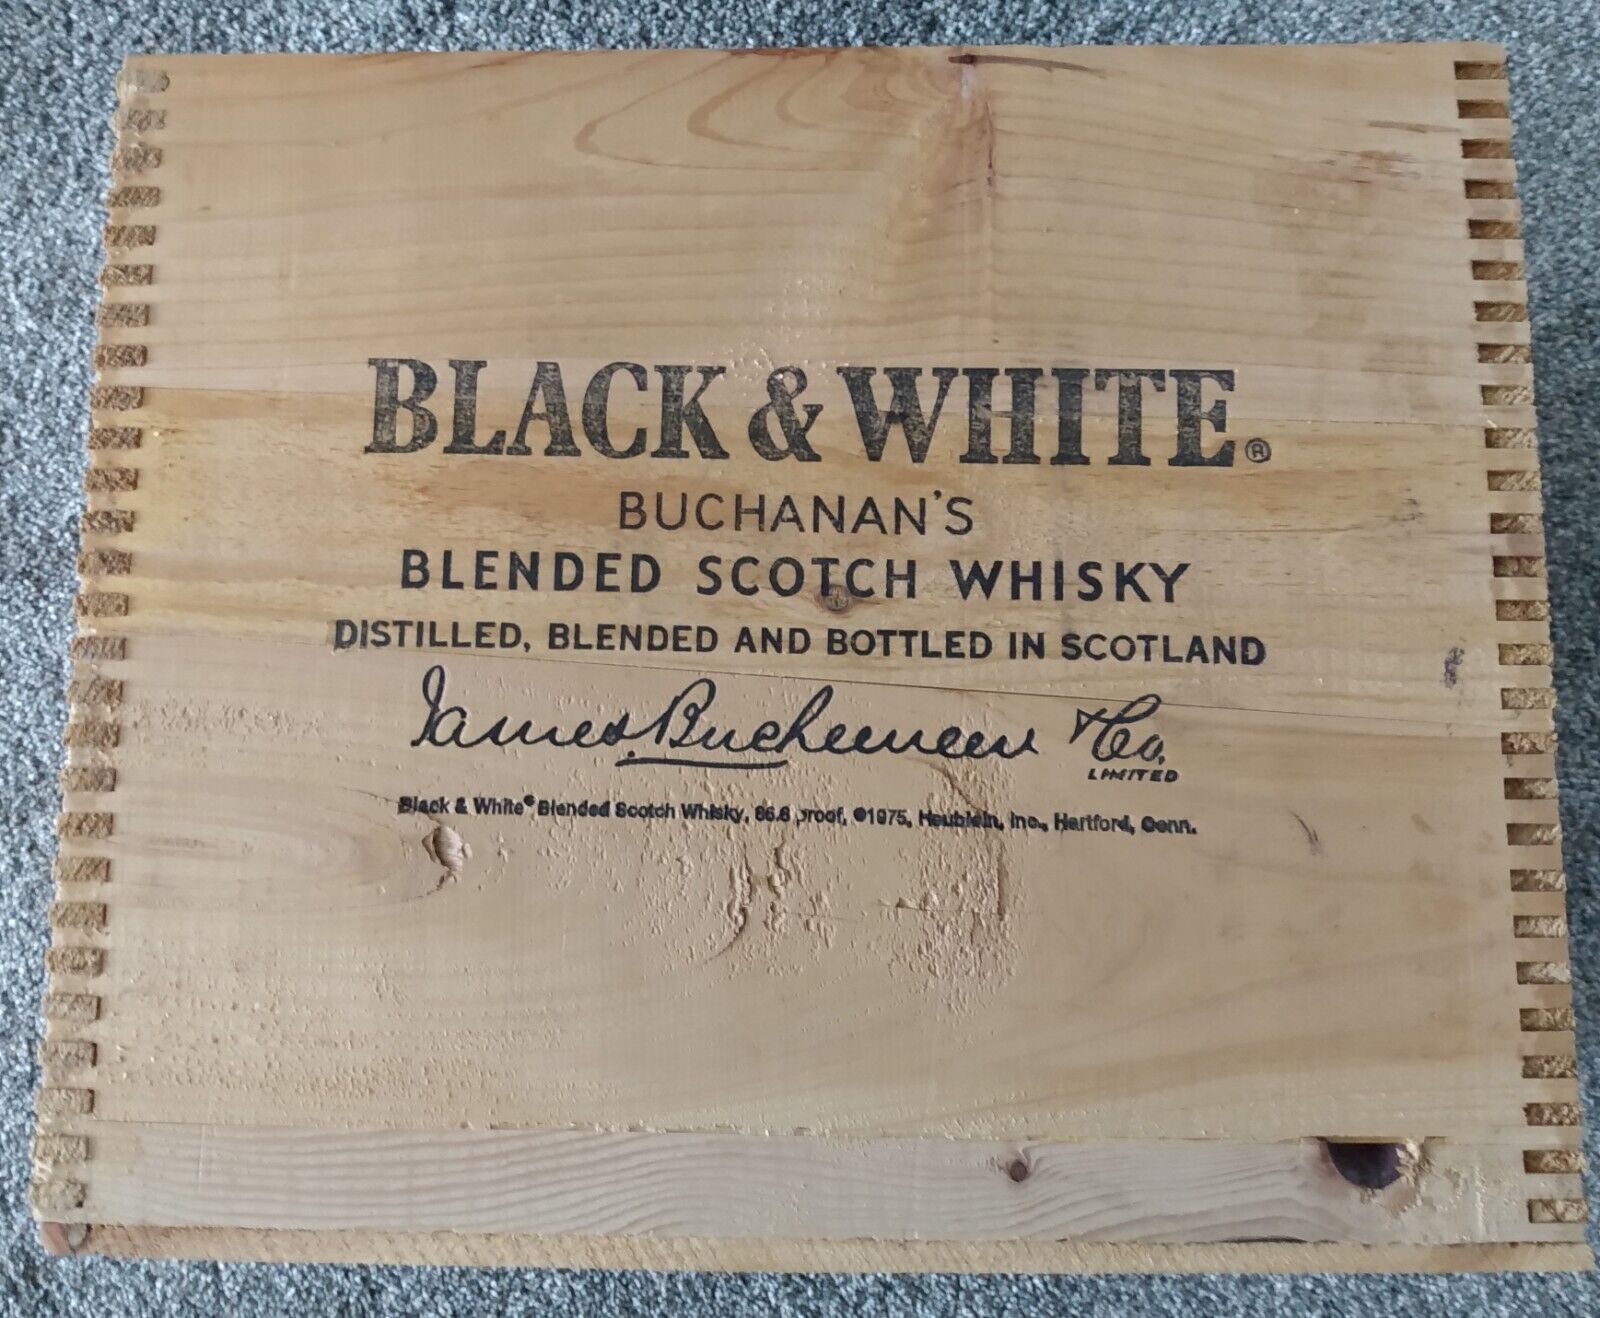 BLACK & WHITE®
BUCHANAN'S
BLENDED SCOTCH WHISKY
DISTILLED, BLENDED AND BOTTLED IN SCOTLAND
James Buchanan & Co.
LIMITED
Black & White® Blended Scotch Whisky, 86.8 proof, ©1975, Heublein, Inc., Hartford, Conn.